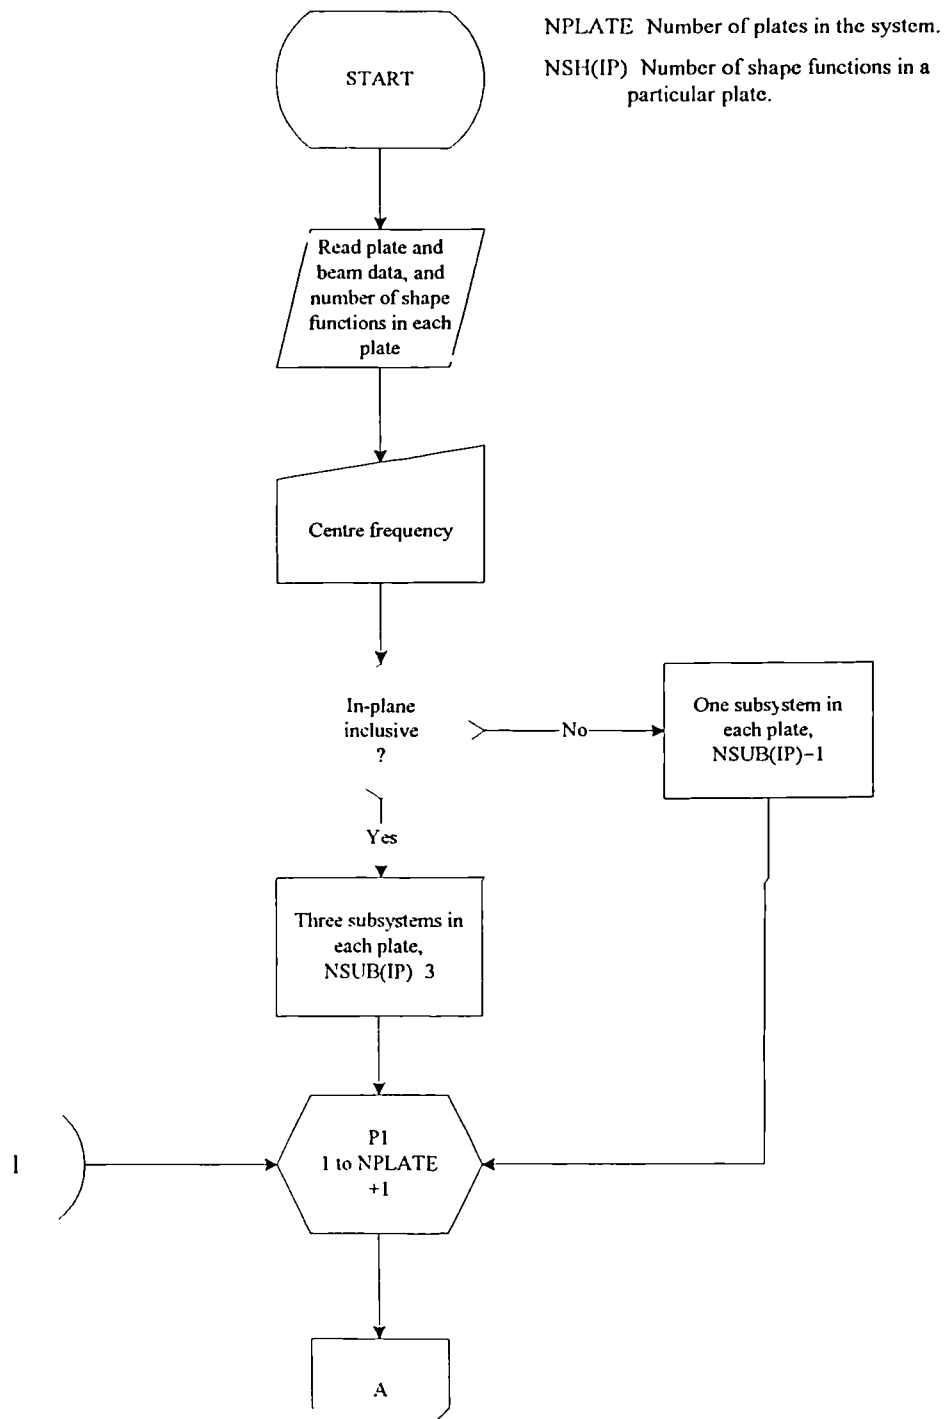 NPLATE Number of plates in the system.
NSH(IP) Number of shape functions in a
particular plate.
START
Read plate and
beam data, and
number of shape
functions in each
plate
Centre frequency
In-plane
inclusive
?
No
One subsystem in
each plate,
NSUB(IP)-1
Yes
Three subsystems in
each plate,
NSUB(IP) 3
1
P1
1 to NPLATE
+1
A